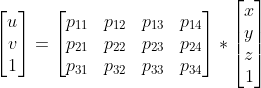 [u v 1]ᵀ = [p₁₁ p₁₂ p₁₃ p₁₄; p₂₁ p₂₂ p₂₃ p₂₄; p₃₁ p₃₂ p₃₃ p₃₄] * [x y z 1]ᵀ